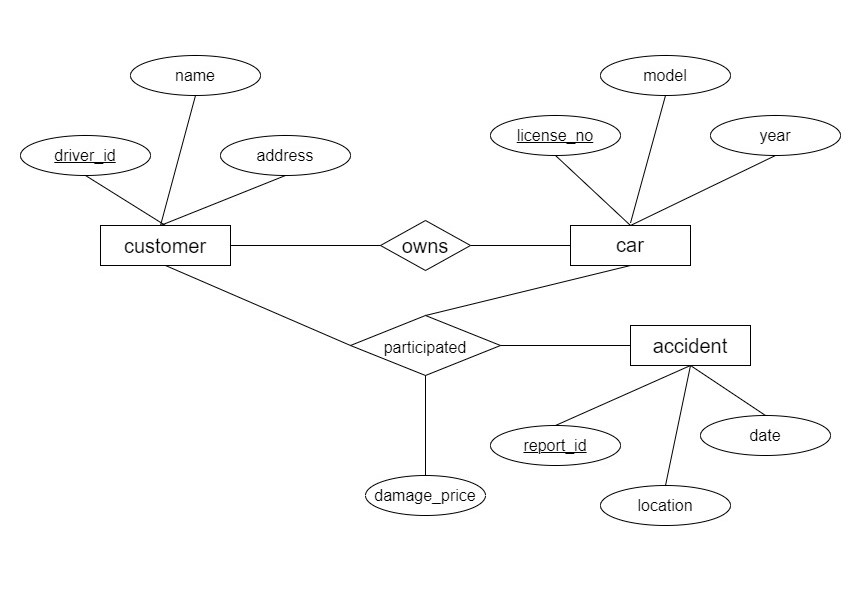 name
model
driver_id
address
license_no
year
customer
owns
car
participated
accident
report_id
date
damage_price
location